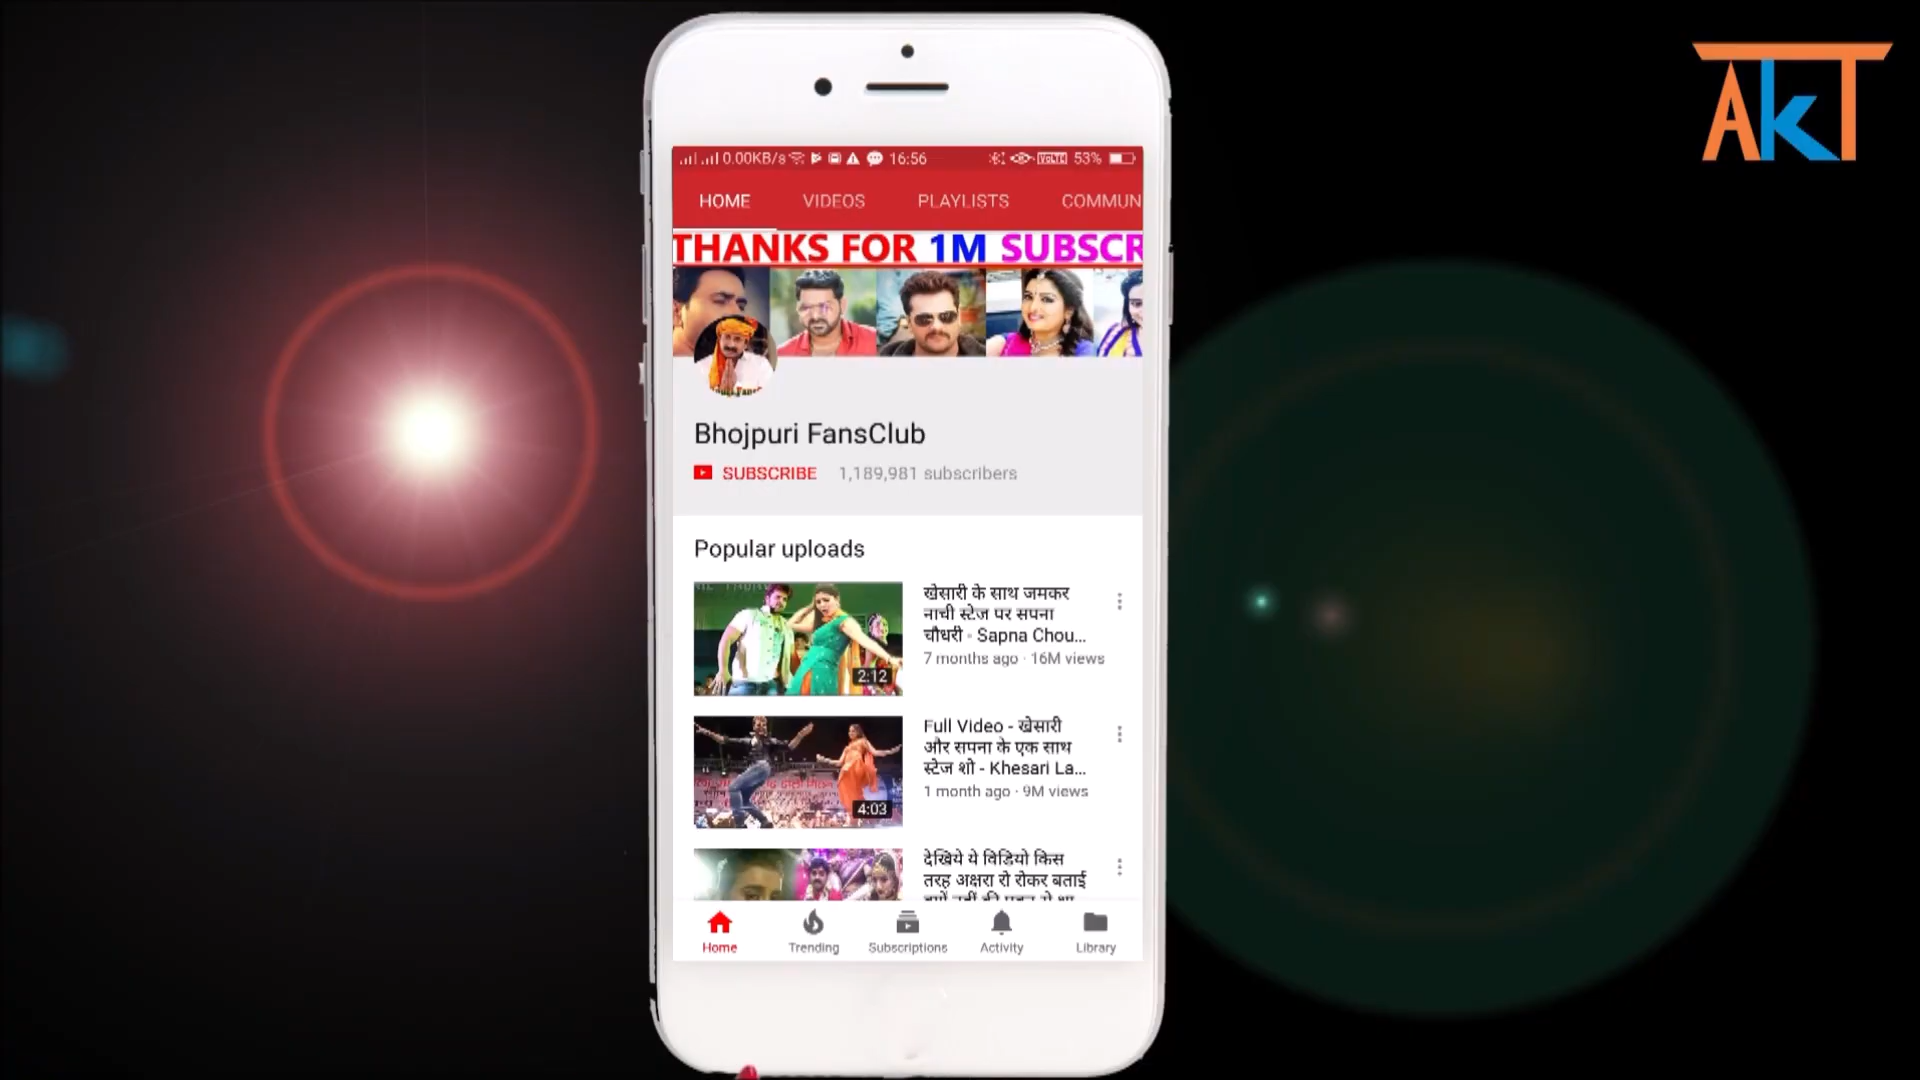 AKT
0.00KB/s 16:56 VoLTE 53%
HOME VIDEOS PLAYLISTS COMMUN
THANKS FOR 1M SUBSCR
Bhojpuri FansClub
SUBSCRIBE 1,189,981 subscribers
Popular uploads
खेसारी के साथ जमकर
नाची स्टेज पर सपना
चौधरी - Sapna Chou...
7 months ago · 16M views
2:12
Full Video - खेसारी
और सपना के एक साथ
स्टेज शो - Khesari La...
1 month ago · 9M views
4:03
देखिये ये विडियो किस
तरह अक्षरा रो रोकर बताई
Home Trending Subscriptions Activity Library